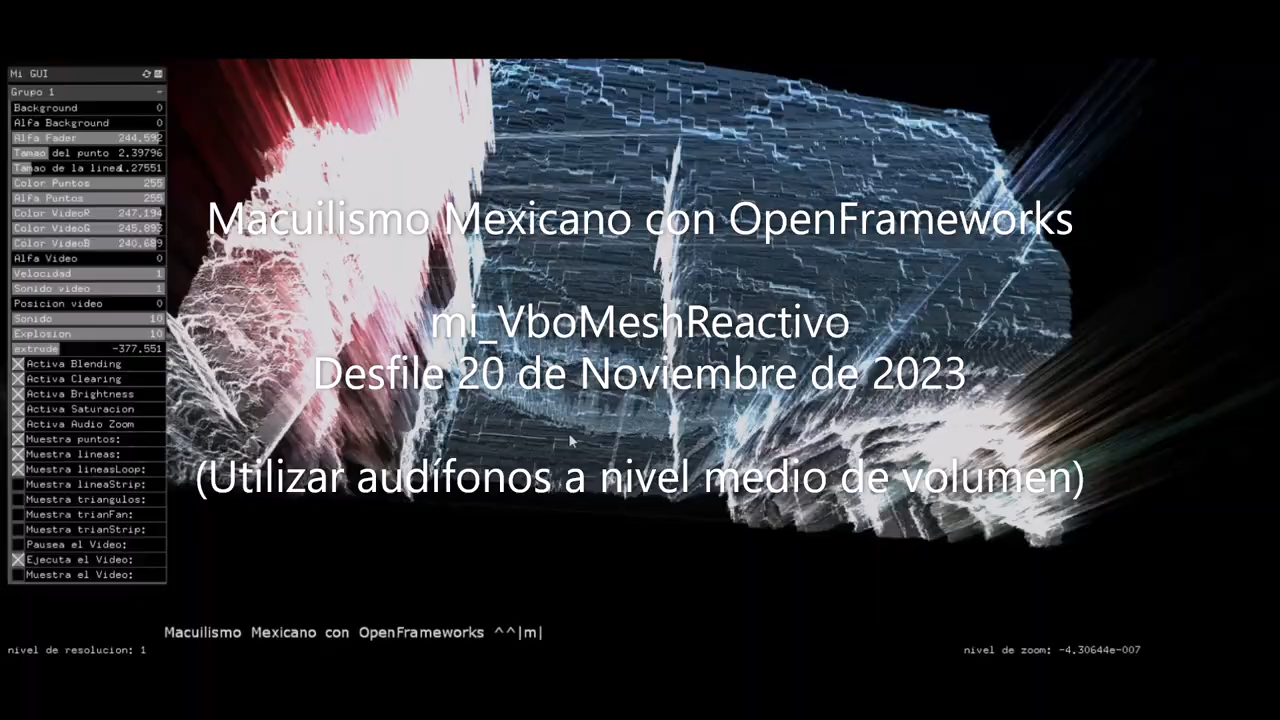 Mi GUI
Grupo 1 -
Background 0
Alfa Background 0
Alfa Fader 244.592
Tamao del punto 2.39796
Tamao de la linea1.27551
Color Puntos 255
Alfa Puntos 255
Color VideoR 247.194
Color VideoG 245.893
Color VideoB 240.689
Alfa Video 0
Velocidad 1
Sonido video 1
Posicion video 0
Sonido 10
Explosion 10
extrude -377.551
Activa Blending
Activa Clearing
Activa Brightness
Activa Saturacion
Activa Audio Zoom
Muestra puntos:
Muestra lineas:
Muestra lineasLoop:
Muestra lineaStrip:
Muestra triangulos:
Muestra trianFan:
Muestra trianStrip:
Pausea el Video:
Ejecuta el Video:
Muestra el Video:
Macuilismo Mexicano con OpenFrameworks
mi_VboMeshReactivo
Desfile 20 de Noviembre de 2023
(Utilizar audífonos a nivel medio de volumen)
Macuilismo Mexicano con OpenFrameworks ^^|m|
nivel de resolucion: 1
nivel de zoom: -4.30644e-007